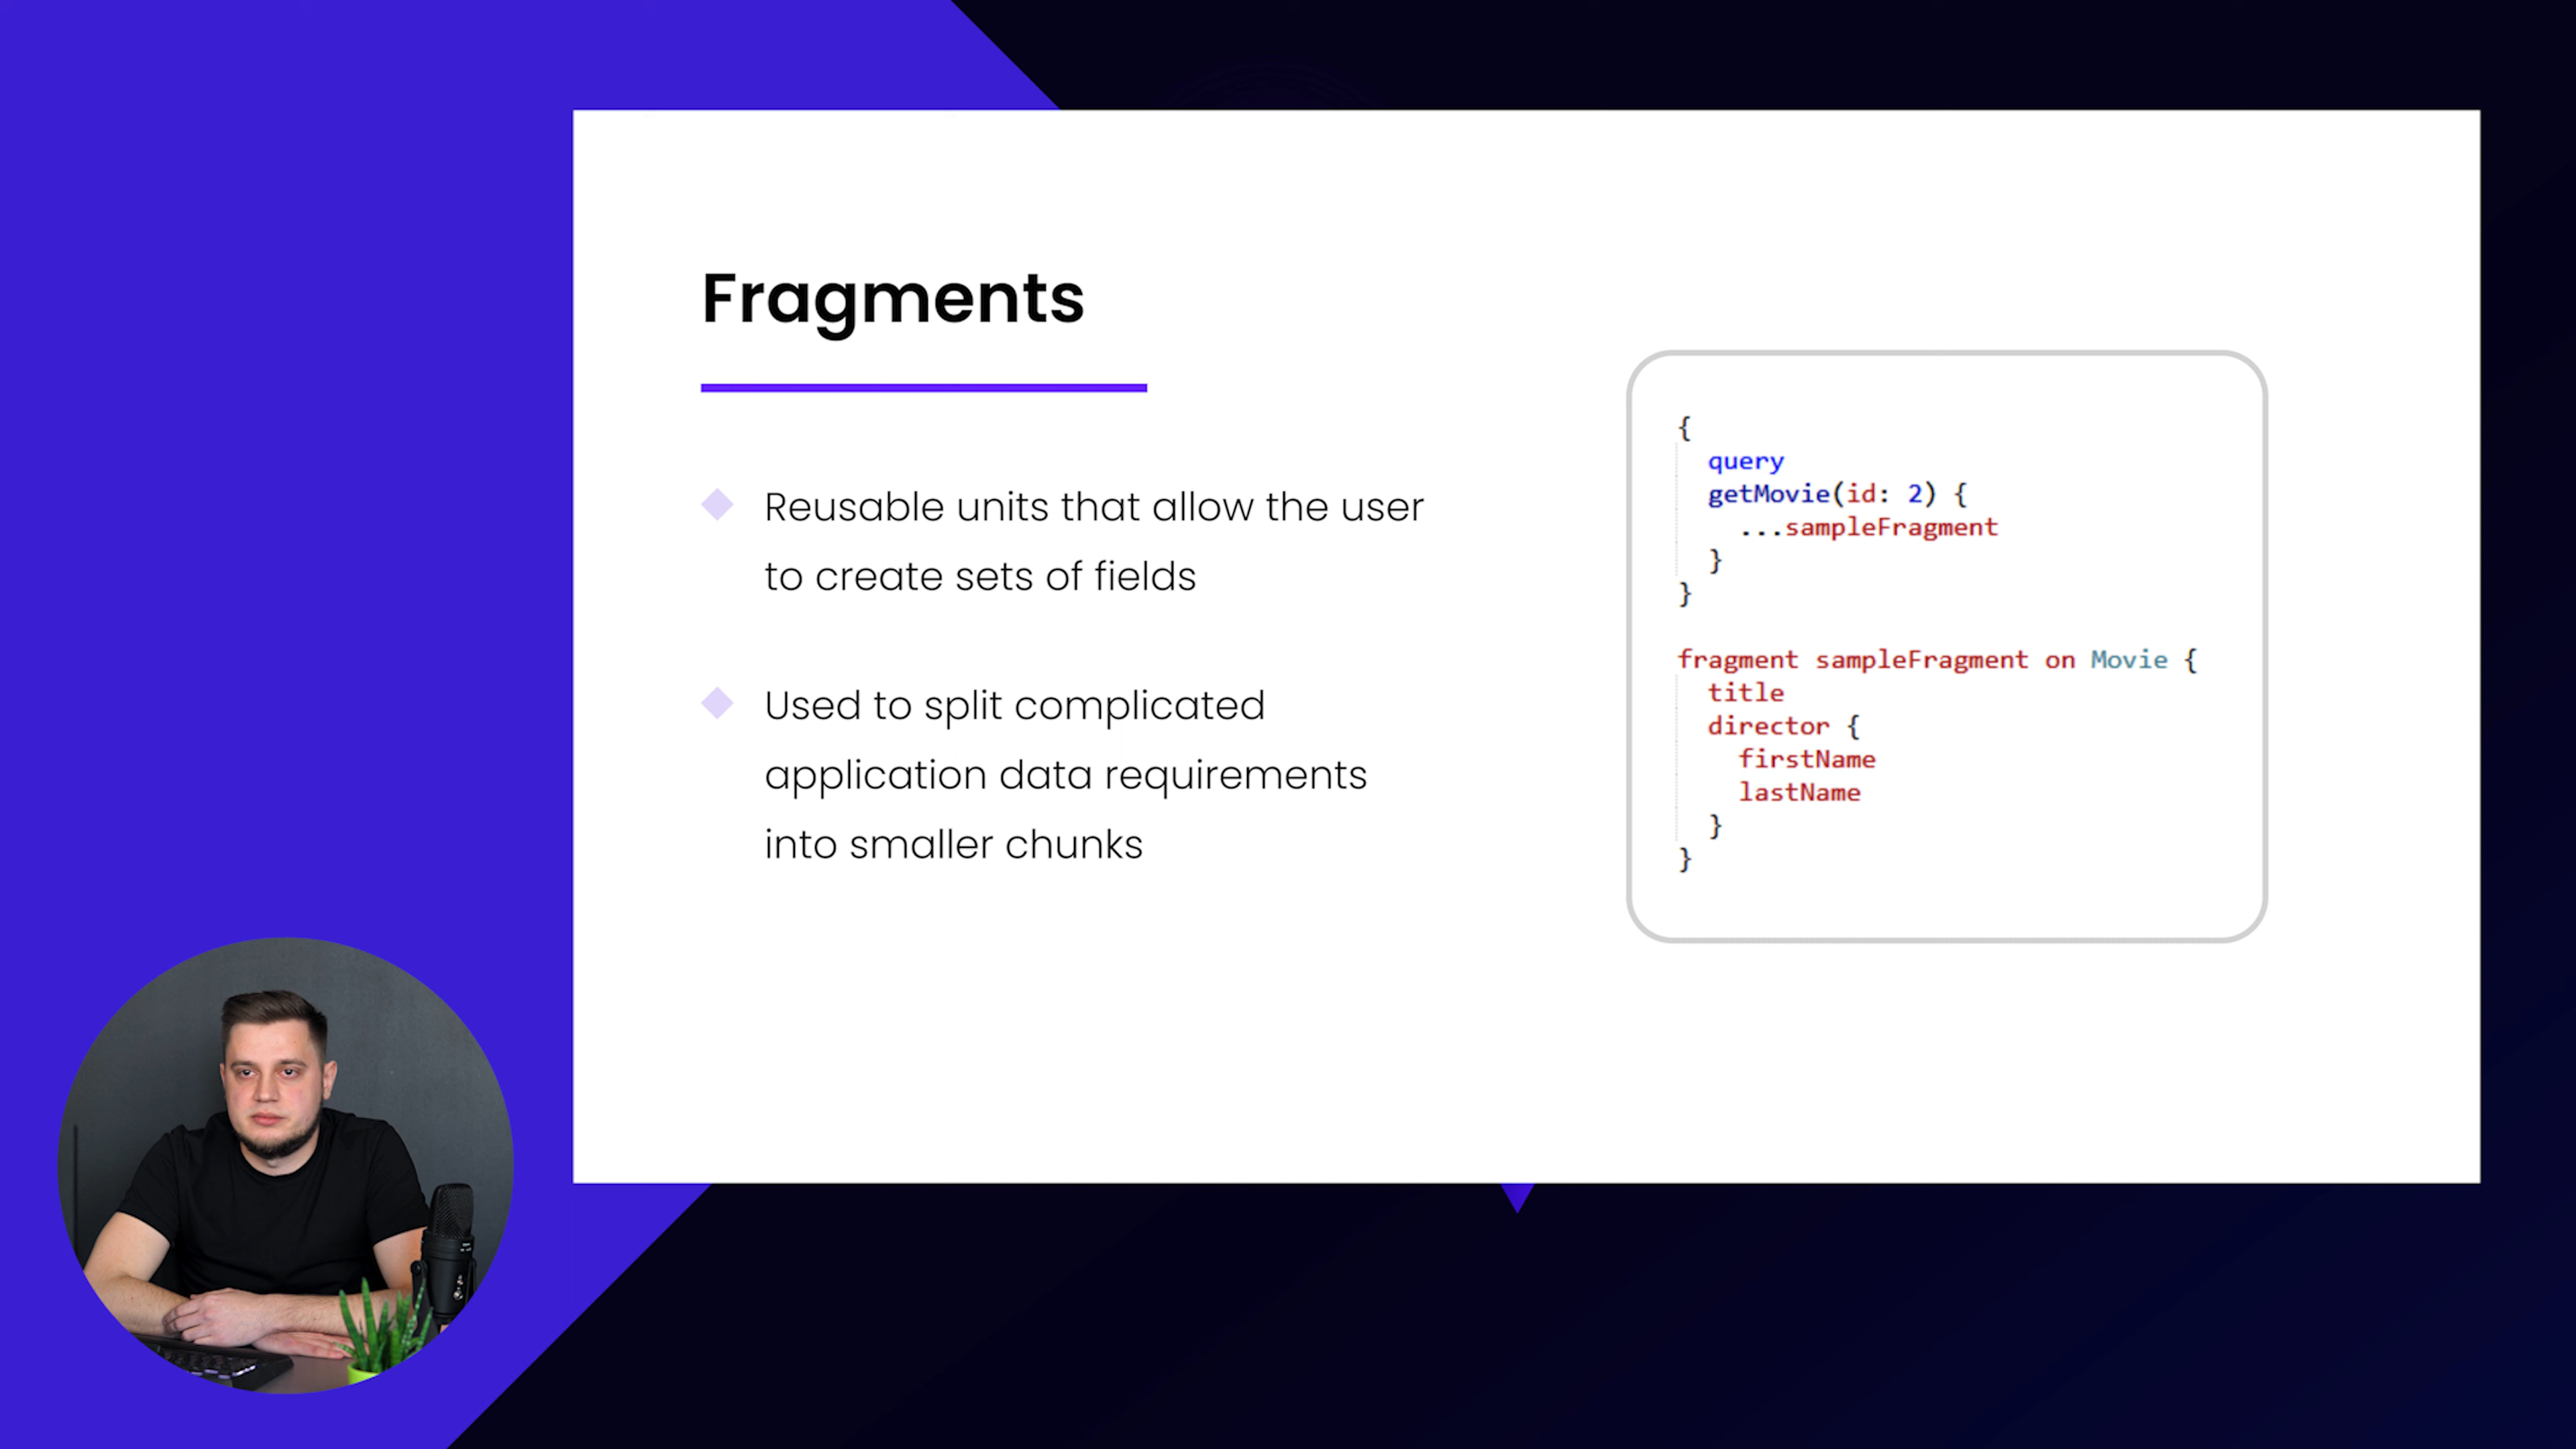 Fragments
Reusable units that allow the user
to create sets of fields
Used to split complicated
application data requirements
into smaller chunks
{
query
getMovie(id: 2) {
...sampleFragment
}
}
fragment sampleFragment on Movie {
title
director {
firstName
lastName
}
}